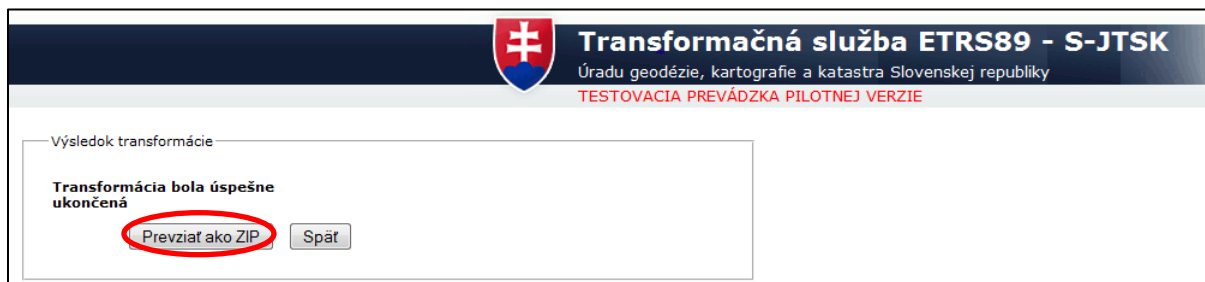 Transformačná služba ETRS89 - S-JTSK
Úradu geodézie, kartografie a katastra Slovenskej republiky
TESTOVACIA PREVÁDZKA PILOTNEJ VERZIE
Výsledok transformácie
Transformácia bola úspešne
ukončená
Prevziať ako ZIP Späť